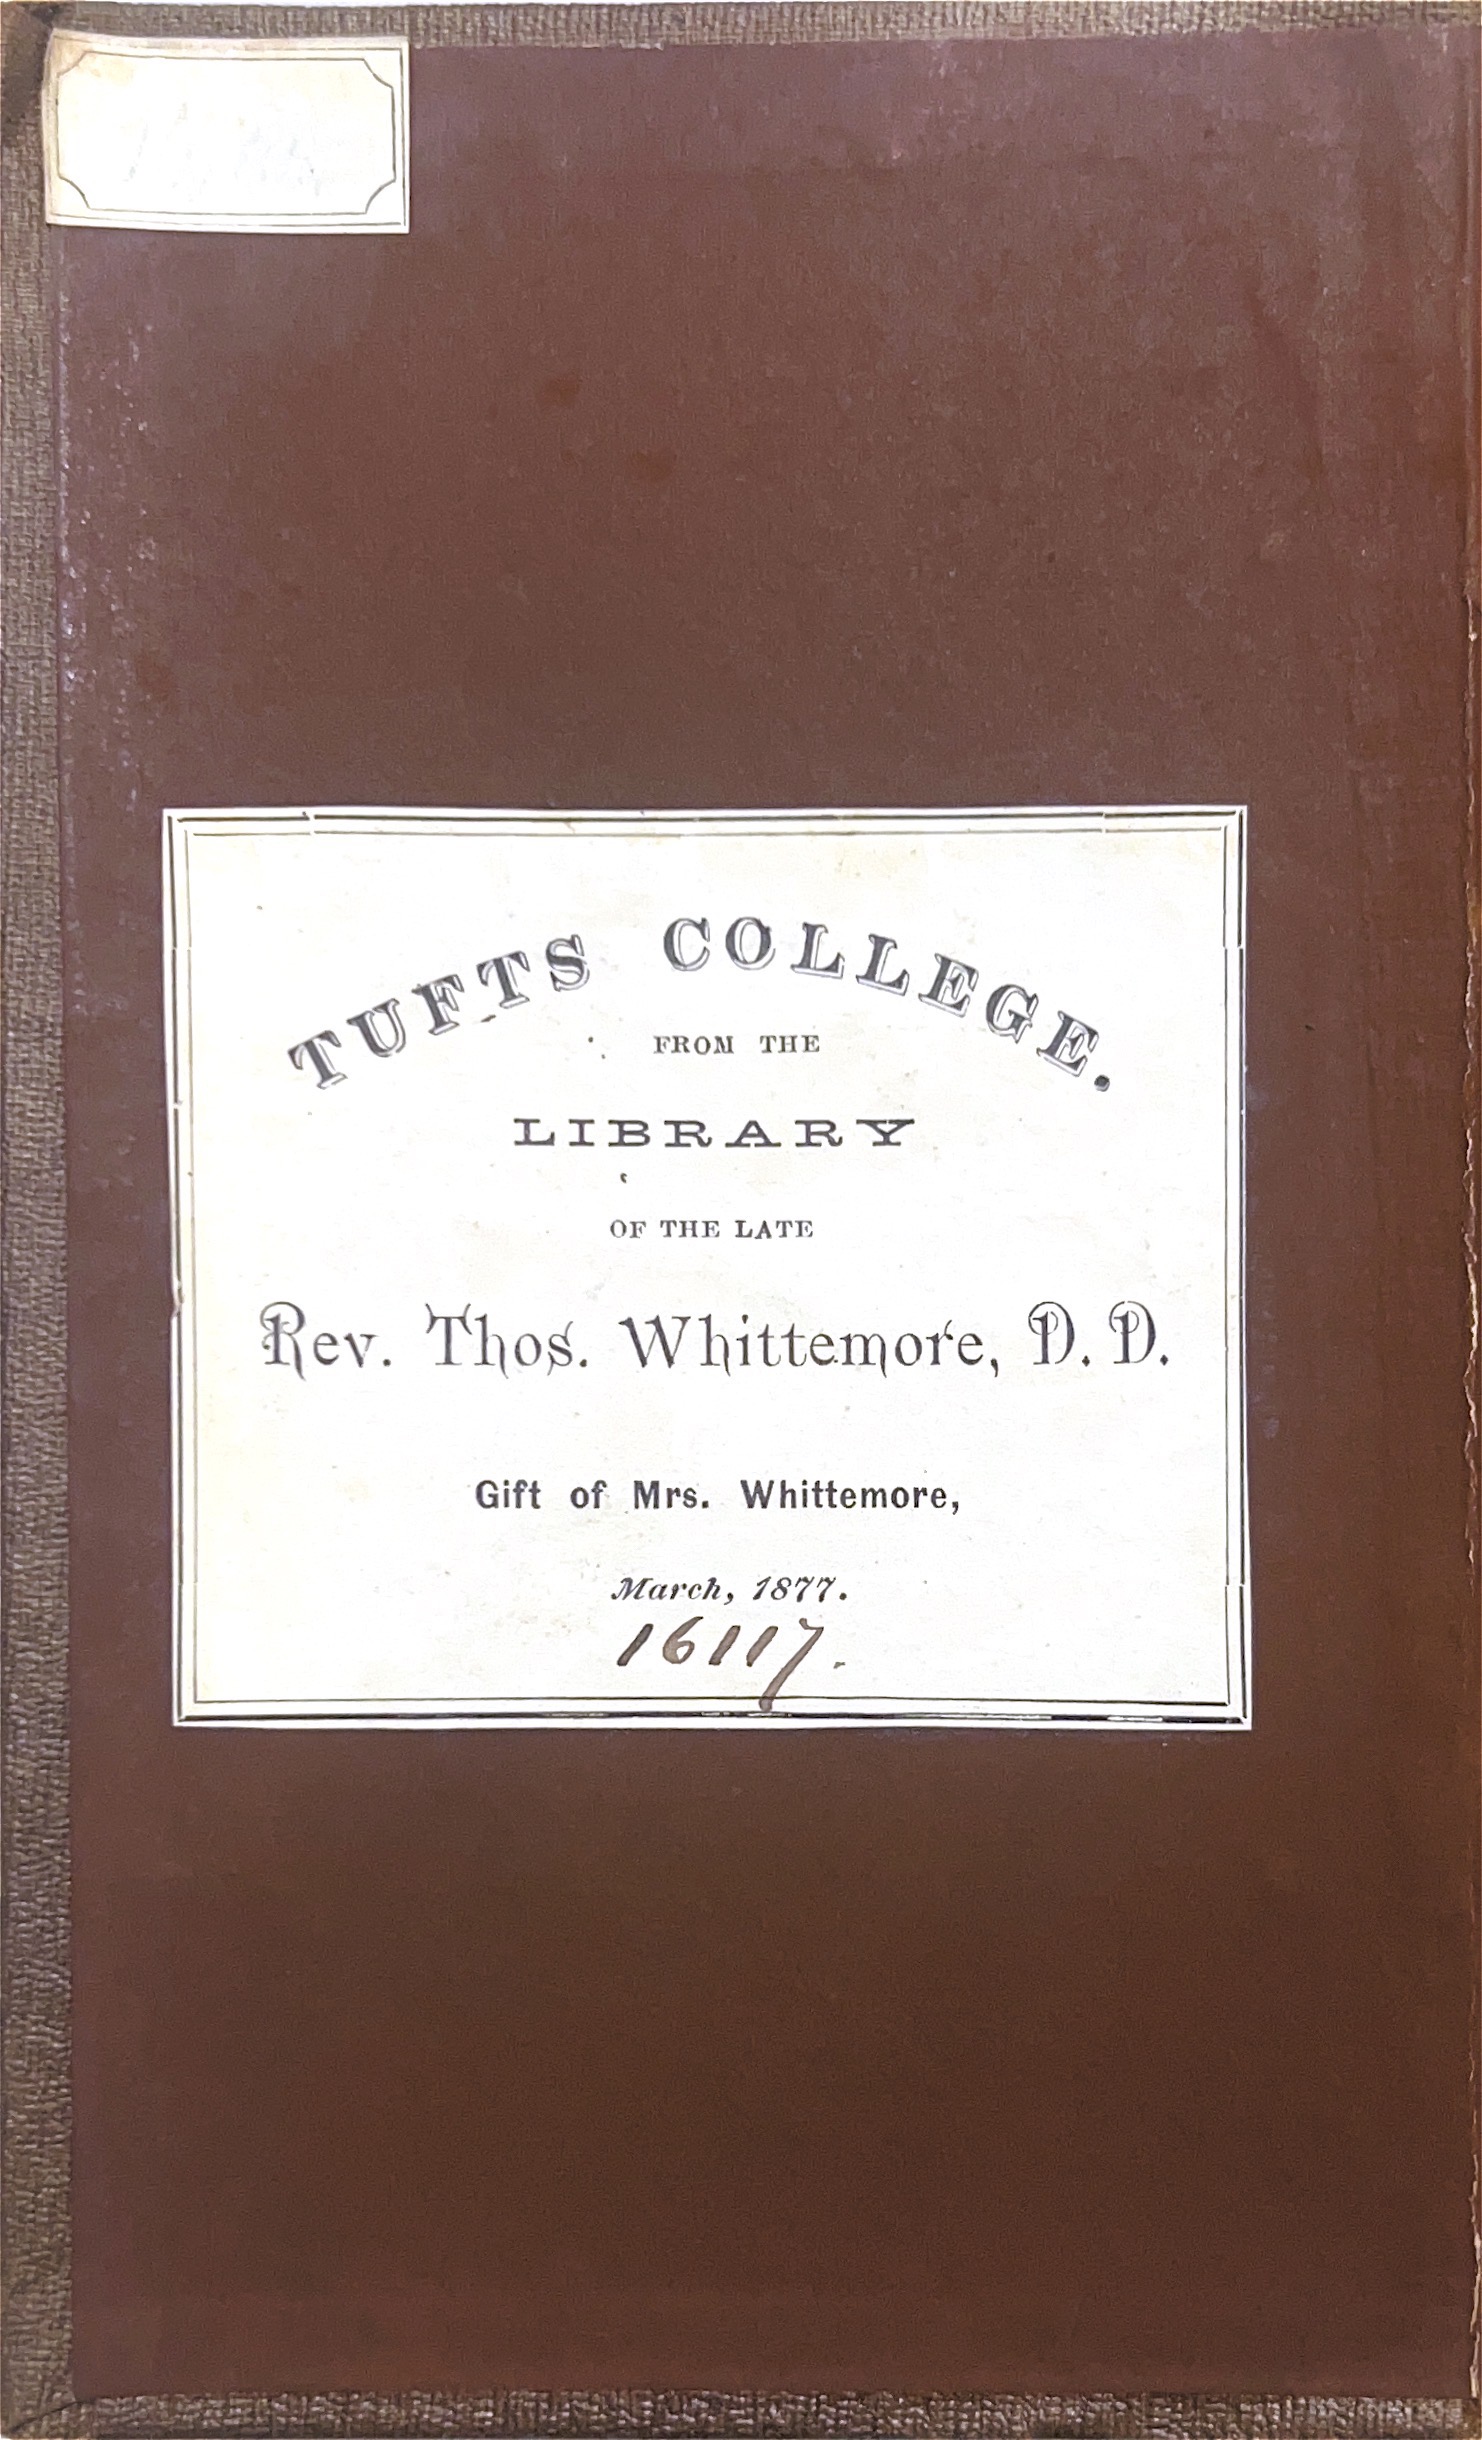 TUFTS COLLEGE.
FROM THE
LIBRARY
OF THE LATE
Rev. Thos. Whittemore, D. D.
Gift of Mrs. Whittemore,
March, 1877.
16117.